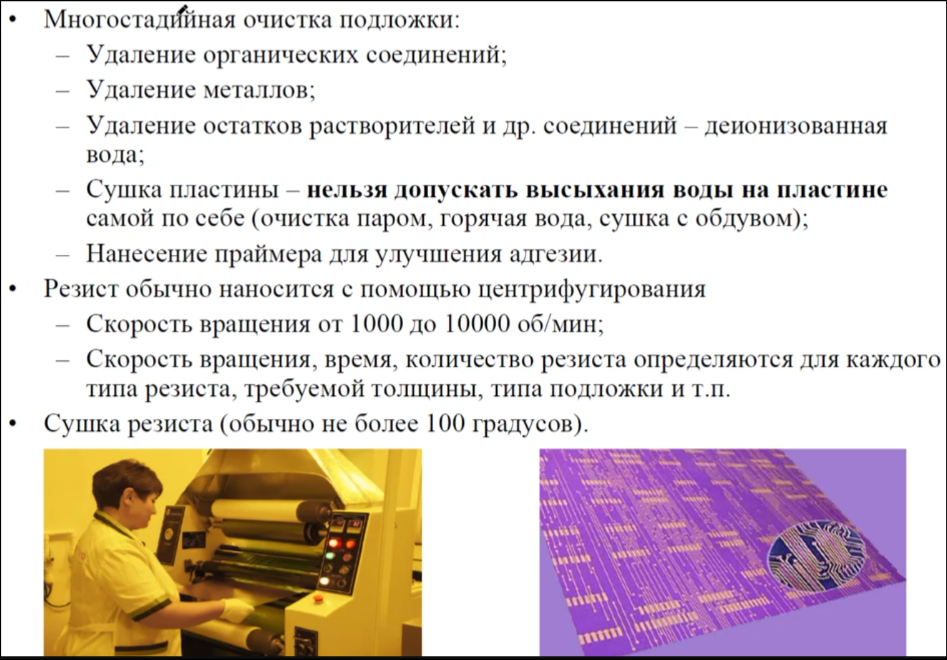 • Многостадийная очистка подложки:
– Удаление органических соединений;
– Удаление металлов;
– Удаление остатков растворителей и др. соединений – деионизованная
вода;
– Сушка пластины – нельзя допускать высыхания воды на пластине
самой по себе (очистка паром, горячая вода, сушка с обдувом);
– Нанесение праймера для улучшения адгезии.
• Резист обычно наносится с помощью центрифугирования
– Скорость вращения от 1000 до 10000 об/мин;
– Скорость вращения, время, количество резиста определяются для каждого
типа резиста, требуемой толщины, типа подложки и т.п.
• Сушка резиста (обычно не более 100 градусов).